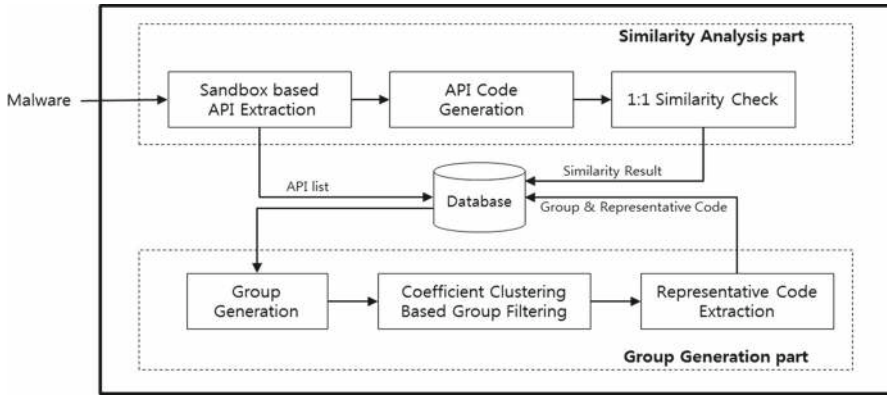 Similarity Analysis part
Malware
Sandbox based
API Extraction
API Code
Generation
1:1 Similarity Check
API list
Similarity Result
Database
Group & Representative Code
Group
Generation
Coefficient Clustering
Based Group Filtering
Representative Code
Extraction
Group Generation part